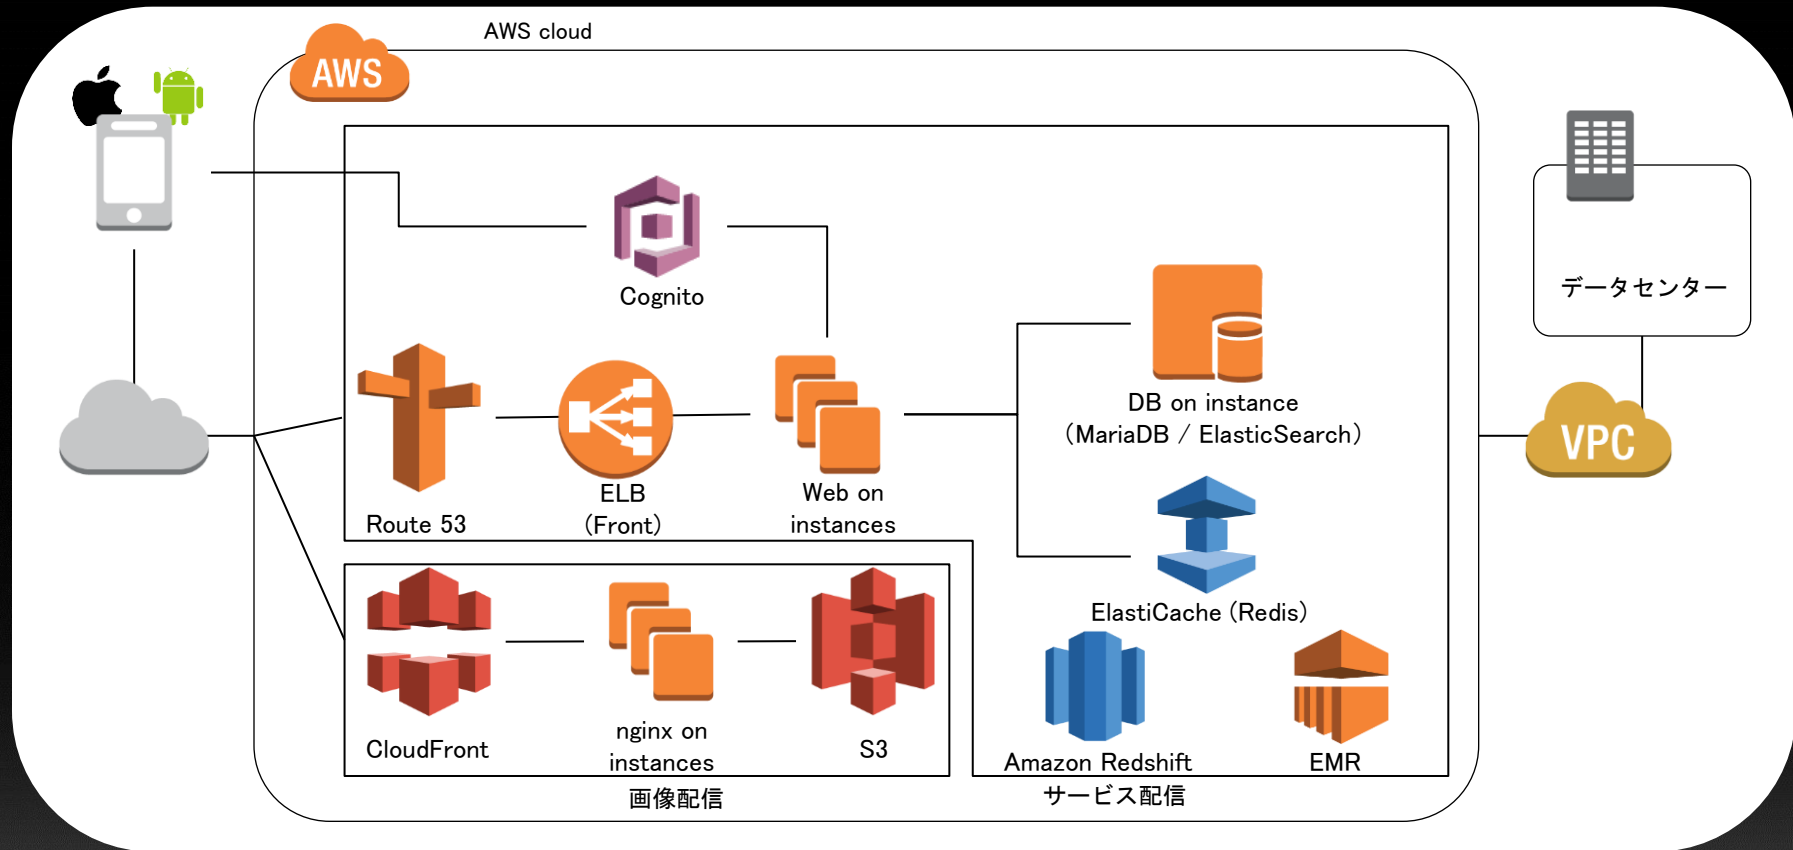 AWS cloud
AWS
Cognito
データセンター
DB on instance
(MariaDB / ElasticSearch)
VPC
Route 53
ELB
(Front)
Web on
instances
ElastiCache (Redis)
CloudFront
nginx on
instances
S3
Amazon Redshift
EMR
画像配信
サービス配信